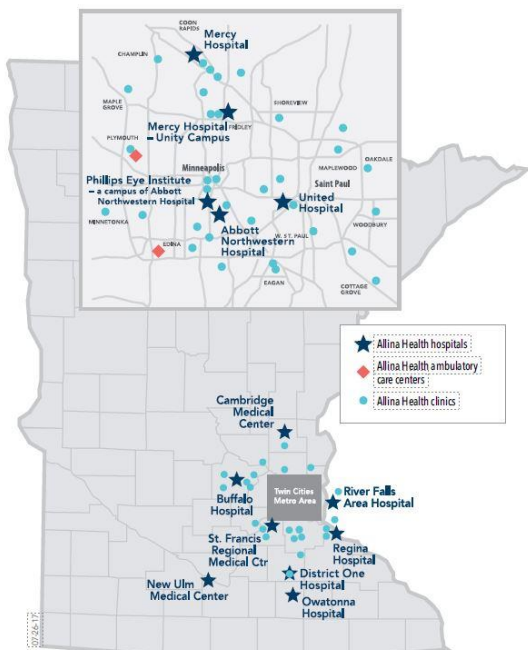 COON
RAPIDS
Mercy
Hospital
CHAMPLIN
MAPLE
GROVE
SHOREVIEW
Mercy Hospital
– Unity Campus
FRIDLEY
PLYMOUTH
OAKDALE
Minneapolis
MAPLEWOOD
Phillips Eye Institute
– a campus of Abbott
Northwestern Hospital
Saint Paul
United
Hospital
MINNETONKA
WOODBURY
Abbott
Northwestern
Hospital
EDINA
W. ST. PAUL
EAGAN
COTTAGE
GROVE
Allina Health hospitals
Allina Health ambulatory
care centers
Allina Health clinics
Cambridge
Medical
Center
Buffalo
Hospital
Twin Cities
Metro Area
River Falls
Area Hospital
St. Francis
Regional
Medical Ctr
Regina
Hospital
New Ulm
Medical Center
District One
Hospital
Owatonna
Hospital
07-26-17